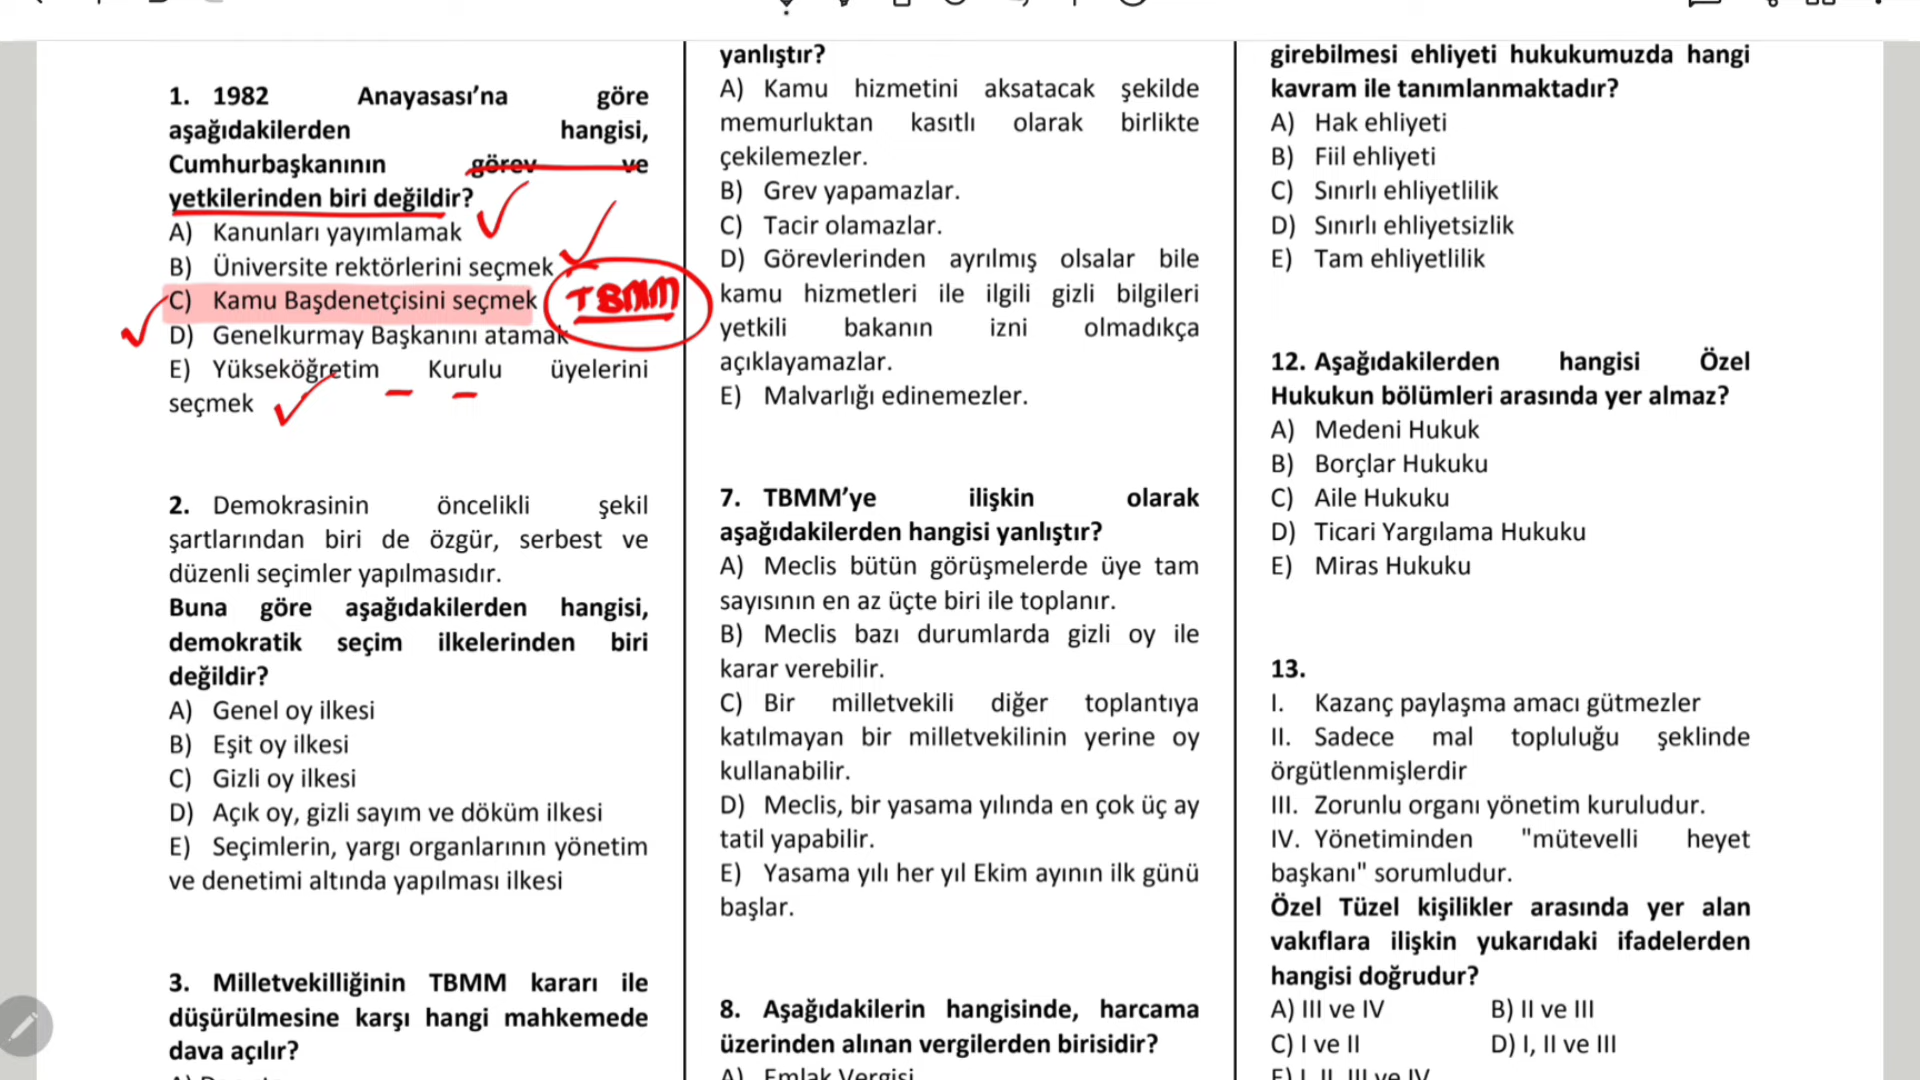 1. 1982 Anayasası’na göre
aşağıdakilerden hangisi,
Cumhurbaşkanının görev ve
yetkilerinden biri değildir?
A) Kanunları yayımlamak
B) Üniversite rektörlerini seçmek
C) Kamu Başdenetçisini seçmek
TBMM
D) Genelkurmay Başkanını atamak
E) Yükseköğretim Kurulu üyelerini
seçmek
2. Demokrasinin öncelikli şekil
şartlarından biri de özgür, serbest ve
düzenli seçimler yapılmasıdır.
Buna göre aşağıdakilerden hangisi,
demokratik seçim ilkelerinden biri
değildir?
A) Genel oy ilkesi
B) Eşit oy ilkesi
C) Gizli oy ilkesi
D) Açık oy, gizli sayım ve döküm ilkesi
E) Seçimlerin, yargı organlarının yönetim
ve denetimi altında yapılması ilkesi
3. Milletvekilliğinin TBMM kararı ile
düşürülmesine karşı hangi mahkemede
dava açılır?
yanlıştır?
A) Kamu hizmetini aksatacak şekilde
memurluktan kasıtlı olarak birlikte
çekilemezler.
B) Grev yapamazlar.
C) Tacir olamazlar.
D) Görevlerinden ayrılmış olsalar bile
kamu hizmetleri ile ilgili gizli bilgileri
yetkili bakanın izni olmadıkça
açıklayamazlar.
E) Malvarlığı edinemezler.
7. TBMM’ye ilişkin olarak
aşağıdakilerden hangisi yanlıştır?
A) Meclis bütün görüşmelerde üye tam
sayısının en az üçte biri ile toplanır.
B) Meclis bazı durumlarda gizli oy ile
karar verebilir.
C) Bir milletvekili diğer toplantıya
katılmayan bir milletvekilinin yerine oy
kullanabilir.
D) Meclis, bir yasama yılında en çok üç ay
tatil yapabilir.
E) Yasama yılı her yıl Ekim ayının ilk günü
başlar.
8. Aşağıdakilerin hangisinde, harcama
üzerinden alınan vergilerden birisidir?
A) Emlak Vergisi
girebilmesi ehliyeti hukukumuzda hangi
kavram ile tanımlanmaktadır?
A) Hak ehliyeti
B) Fiil ehliyeti
C) Sınırlı ehliyetlilik
D) Sınırlı ehliyetsizlik
E) Tam ehliyetlilik
12. Aşağıdakilerden hangisi Özel
Hukukun bölümleri arasında yer almaz?
A) Medeni Hukuk
B) Borçlar Hukuku
C) Aile Hukuku
D) Ticari Yargılama Hukuku
E) Miras Hukuku
13.
I. Kazanç paylaşma amacı gütmezler
II. Sadece mal topluluğu şeklinde
örgütlenmişlerdir
III. Zorunlu organı yönetim kuruludur.
IV. Yönetiminden "mütevelli heyet
başkanı" sorumludur.
Özel Tüzel kişilikler arasında yer alan
vakıflara ilişkin yukarıdaki ifadelerden
hangisi doğrudur?
A) III ve IV B) II ve III
C) I ve II D) I, II ve III
E) I, II, III ve IV